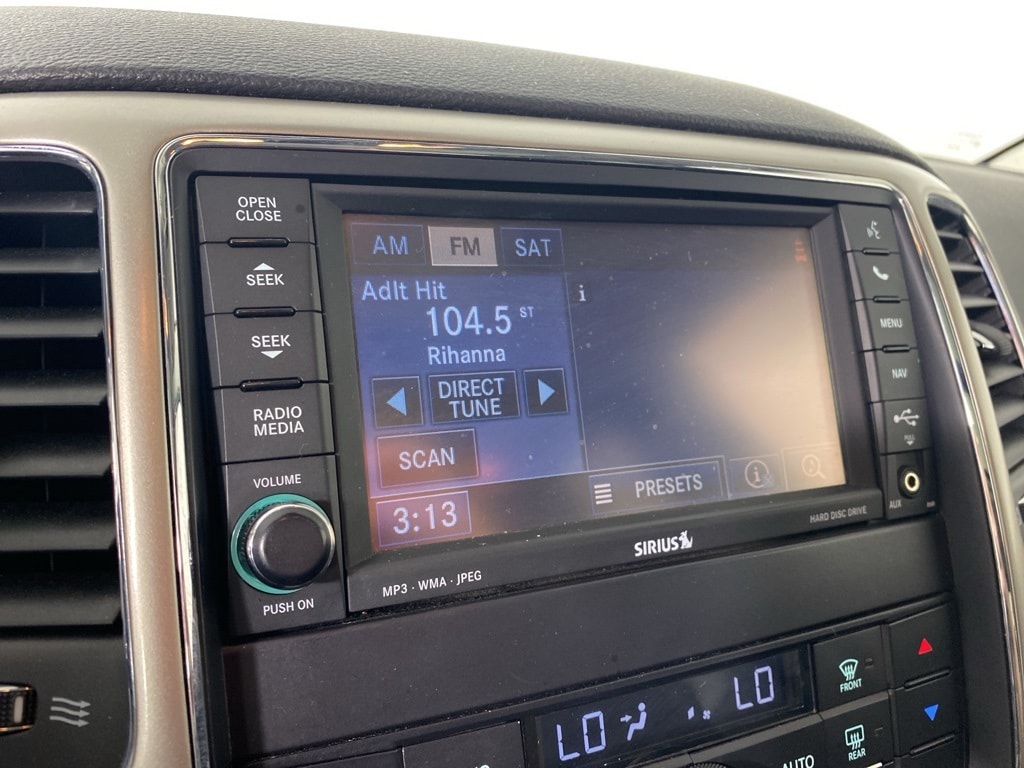 OPEN
CLOSE
SEEK
SEEK
RADIO
MEDIA
VOLUME
PUSH ON
AM FM SAT
Adlt Hit
104.5 ST
Rihanna
DIRECT
TUNE
SCAN
3:13
i
PRESETS
i
MP3 · WMA · JPEG
SIRIUS
HARD DISC DRIVE
MENU
NAV
AUX
LO LO
FRONT
REAR
AUTO